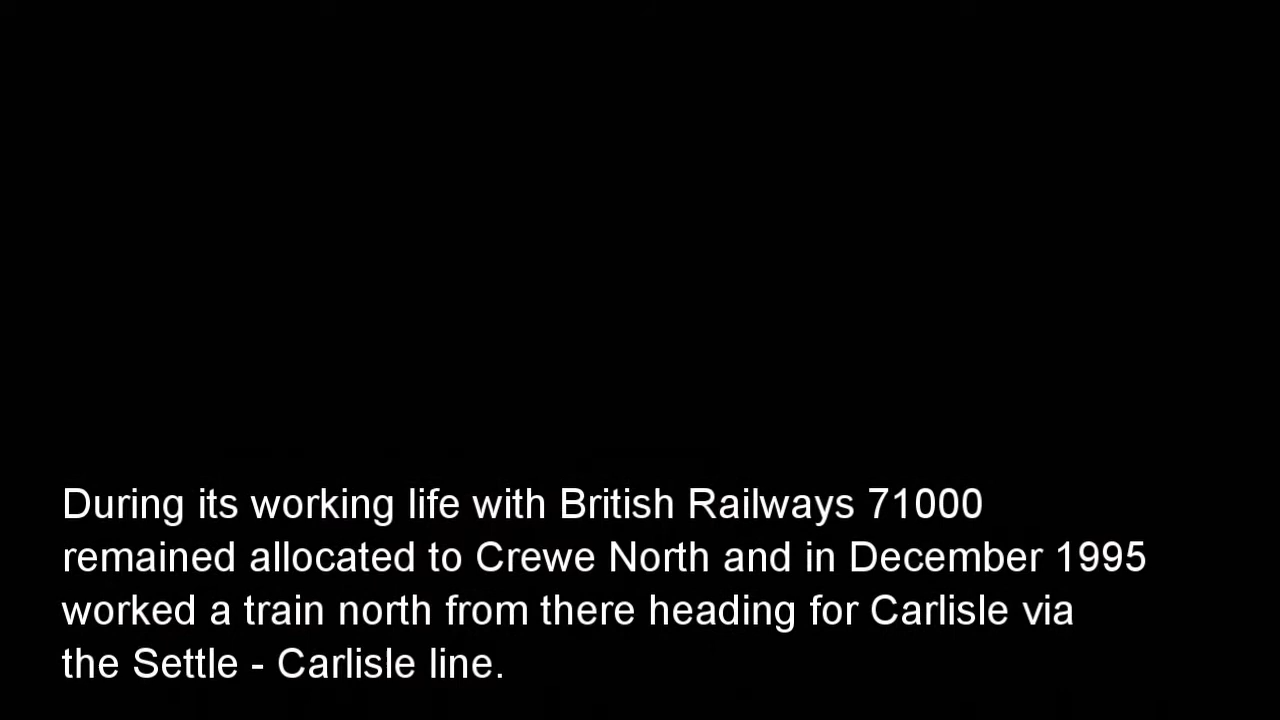 During its working life with British Railways 71000
remained allocated to Crewe North and in December 1995
worked a train north from there heading for Carlisle via
the Settle - Carlisle line.